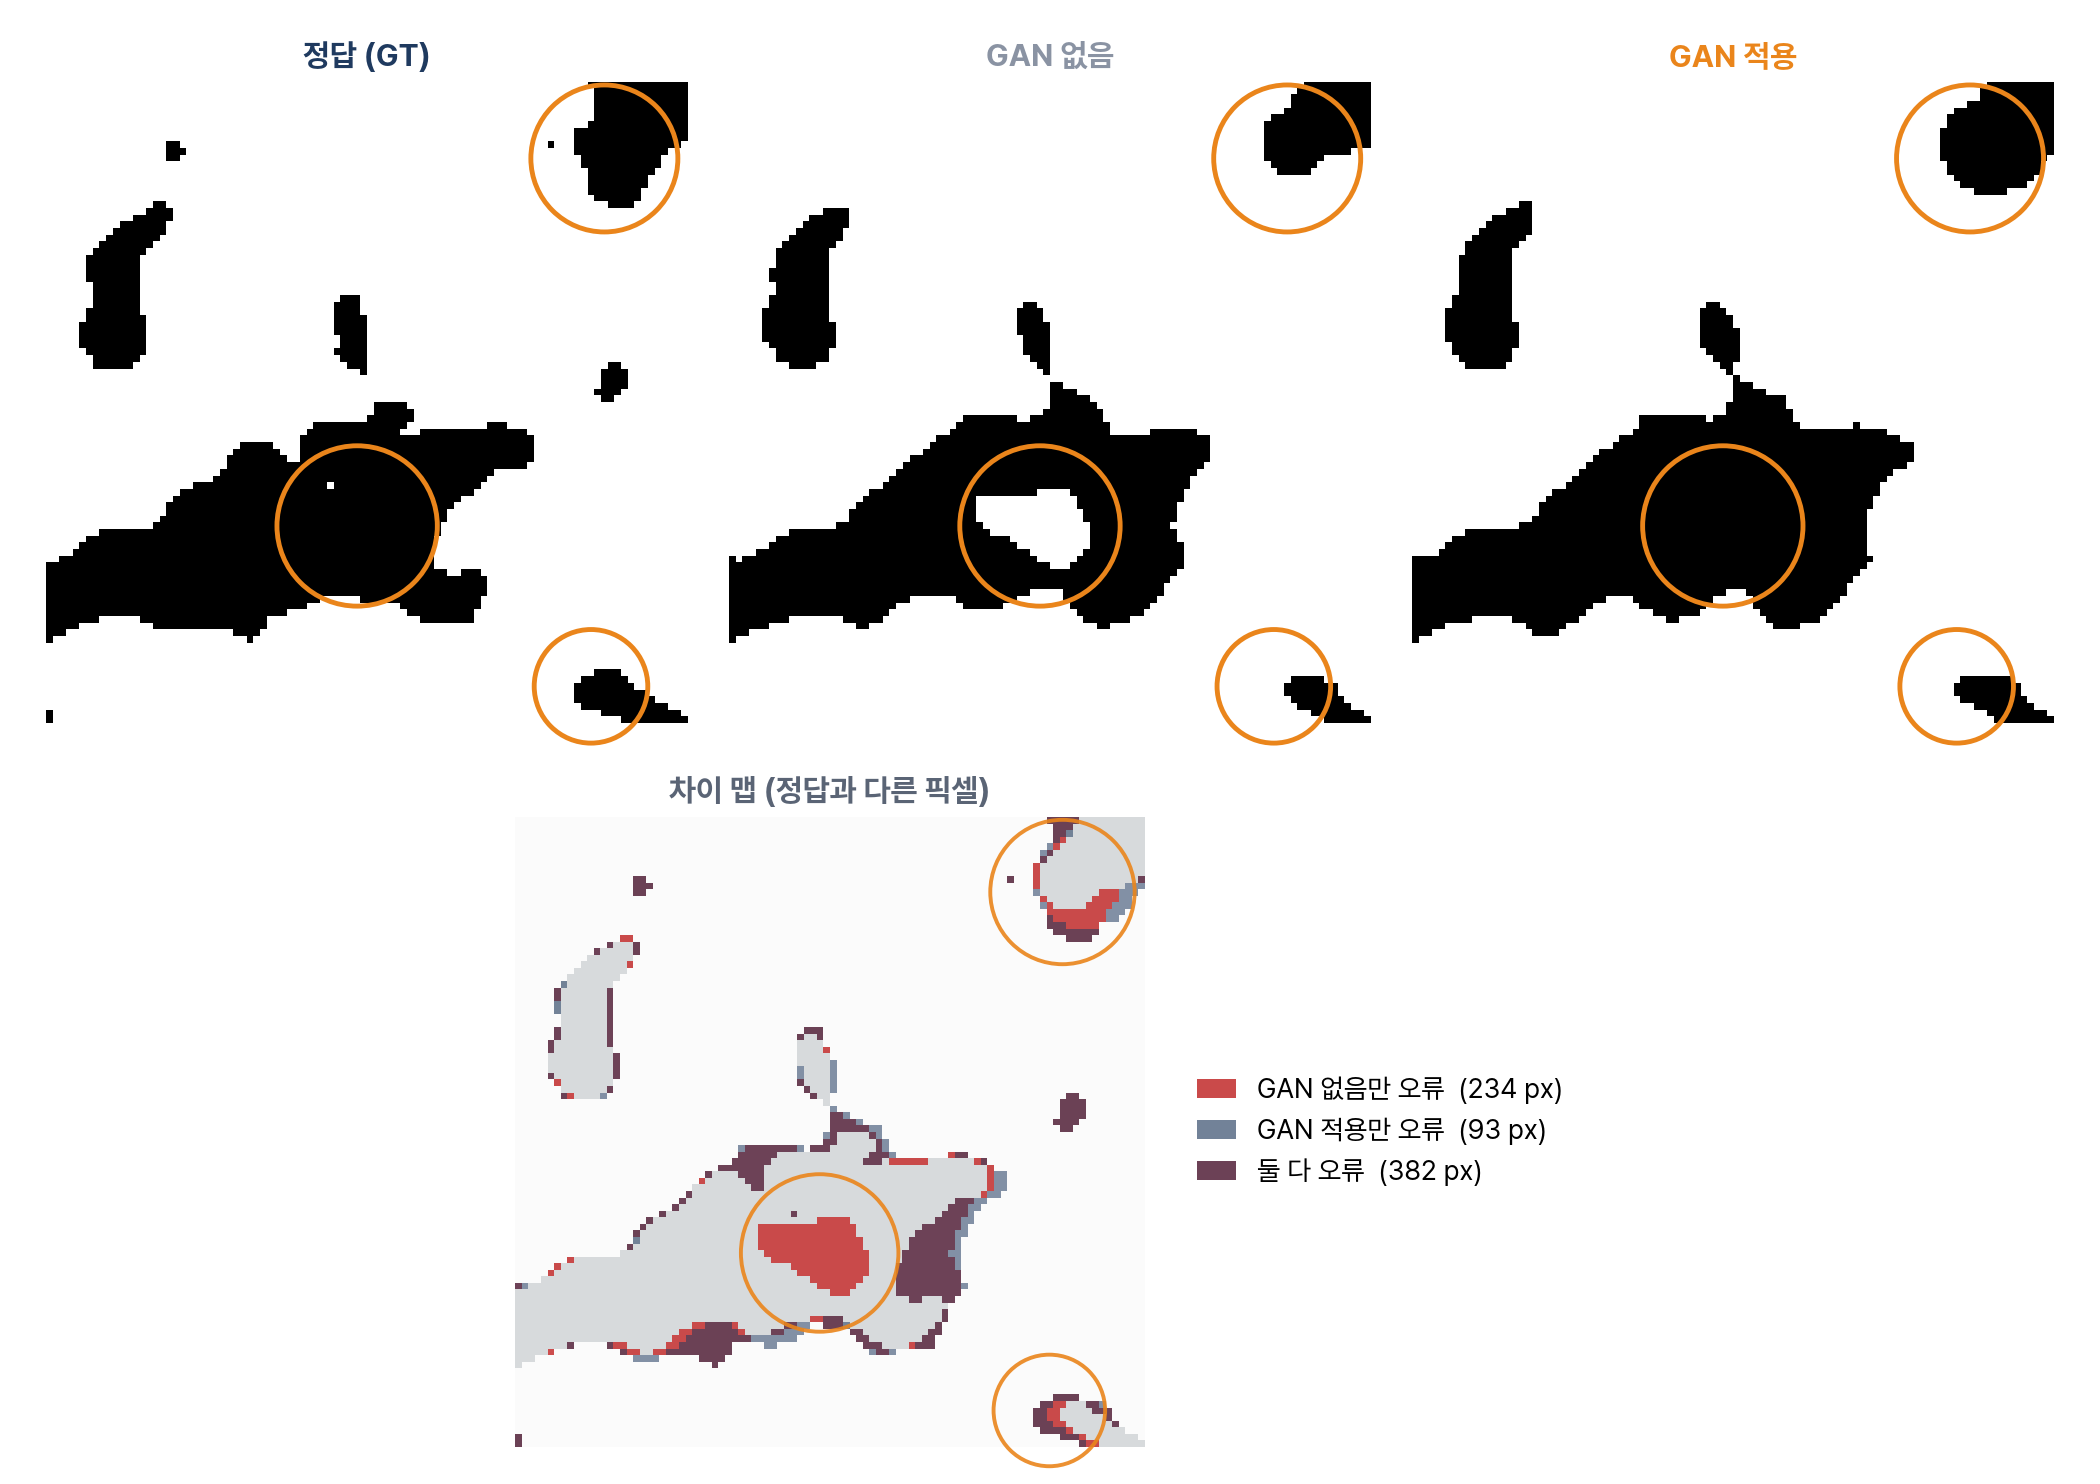 정답 (GT)
GAN 없음
GAN 적용
차이 맵 (정답과 다른 픽셀)
GAN 없음만 오류 (234 px)
GAN 적용만 오류 (93 px)
둘 다 오류 (382 px)